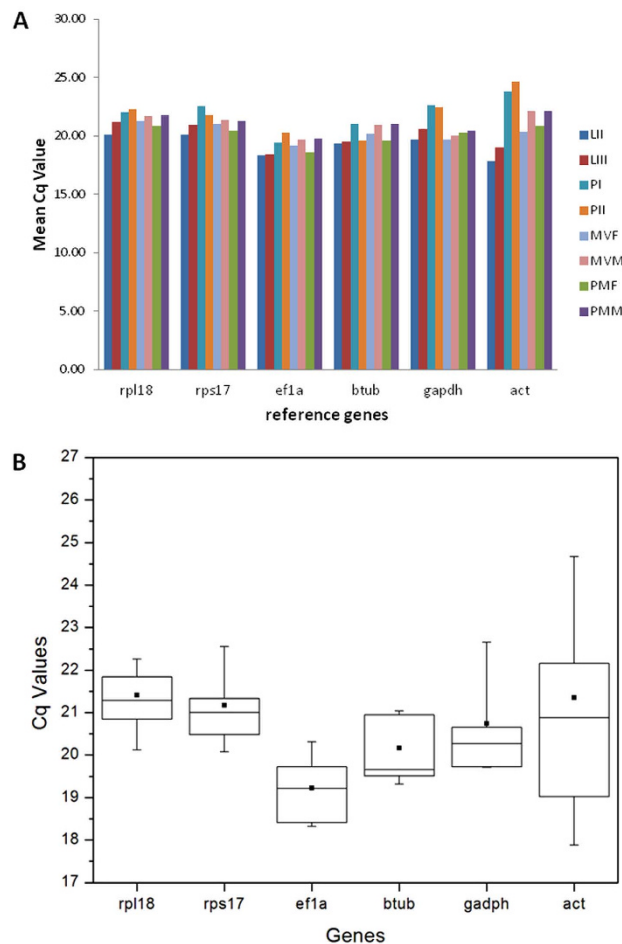 A
30.00
25.00
20.00
15.00
10.00
5.00
0.00
Mean Cq Value
rpl18 rps17 ef1a btub gapdh act
reference genes
LII
LIII
PI
PII
MVF
MVM
PMF
PMM
B
27
26
25
24
23
22
21
20
19
18
17
Cq Values
rpl18 rps17 ef1a btub gadph act
Genes